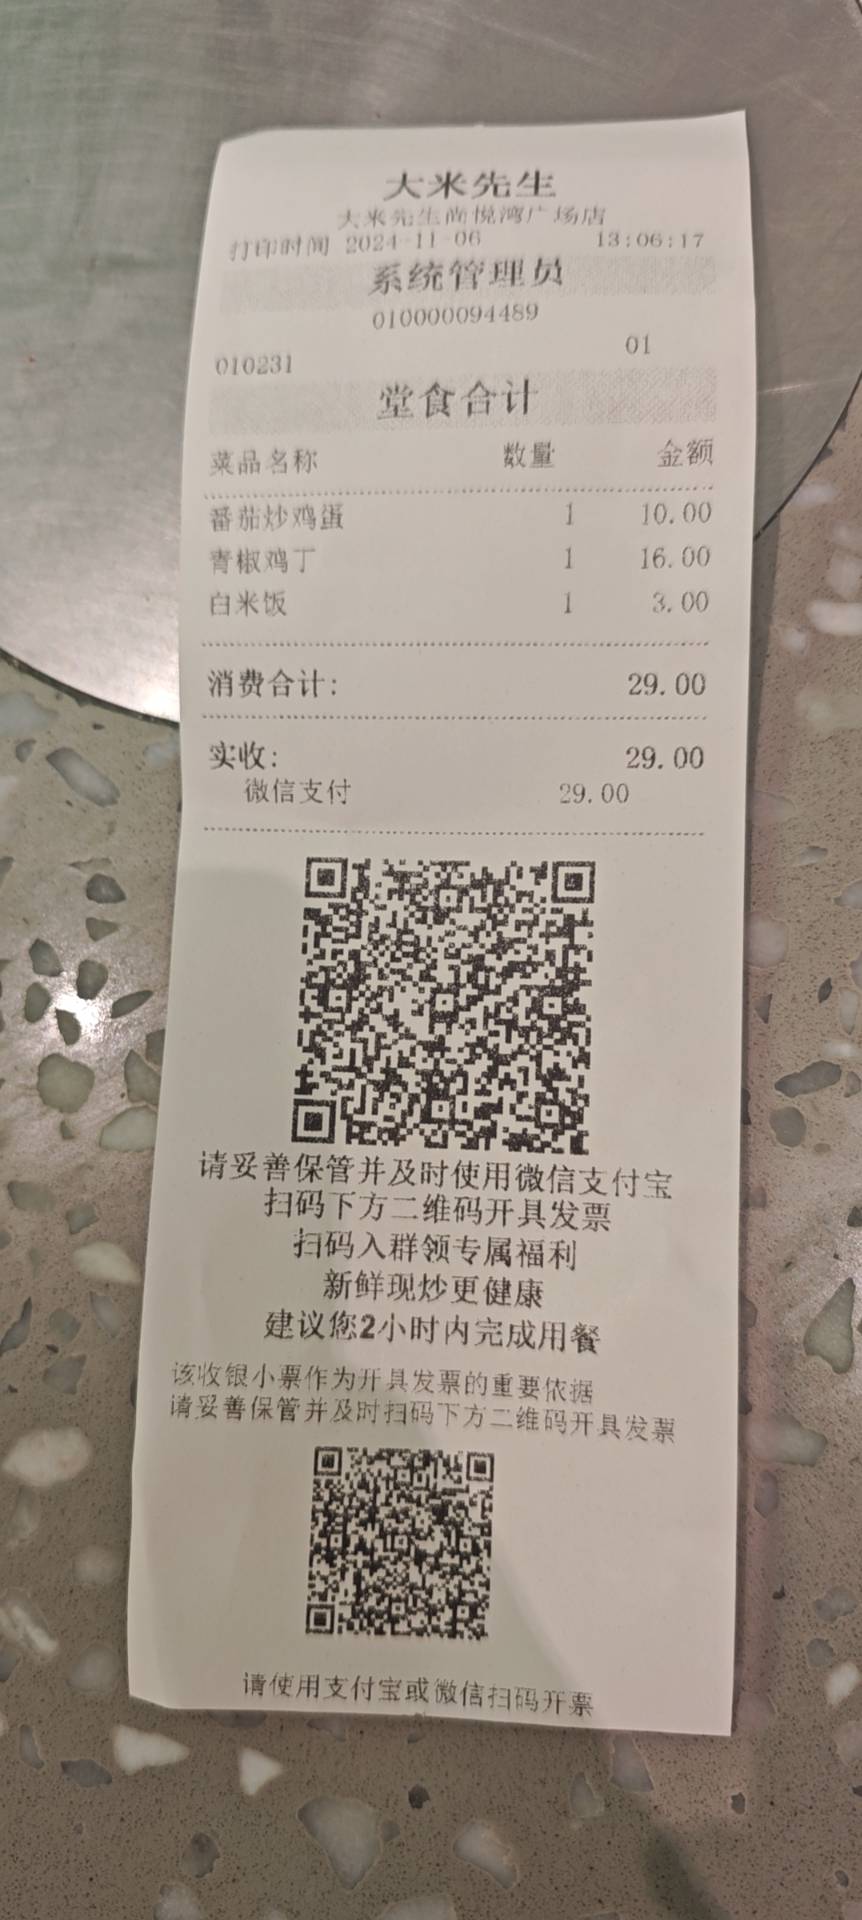 大米先生
大米先生尚悦湾广场店
打印时间 2024-11-06 13:06:17
系统管理员
010000094489
010231 01
堂食合计
菜品名称 数量 金额
番茄炒鸡蛋 1 10.00
青椒鸡丁 1 16.00
白米饭 1 3.00
消费合计: 29.00
实收: 29.00
微信支付 29.00
请妥善保管并及时使用微信支付宝
扫码下方二维码开具发票
扫码入群领专属福利
新鲜现炒更健康
建议您2小时内完成用餐
该收银小票作为开具发票的重要依据
请妥善保管并及时扫码下方二维码开具发票
请使用支付宝或微信扫码开票